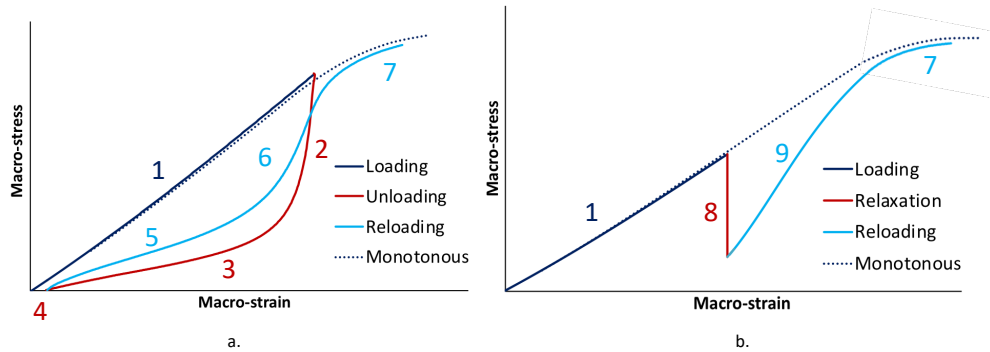 Macro-stress
1
2
3
4
5
6
7
Loading
Unloading
Reloading
Monotonous
Macro-strain
a.
Macro-stress
1
8
9
7
Loading
Relaxation
Reloading
Monotonous
Macro-strain
b.